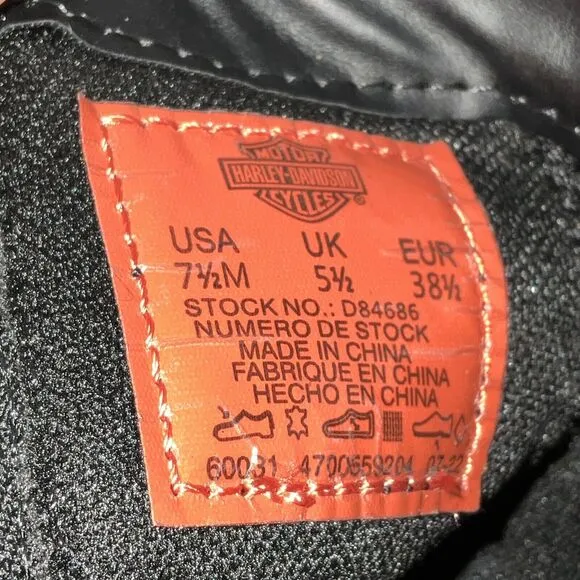 MOTOR
HARLEY-DAVIDSON
CYCLES
®
USA UK EUR
7½M 5½ 38½
STOCK NO.: D84686
NUMERO DE STOCK
MADE IN CHINA
FABRIQUE EN CHINA
HECHO EN CHINA
60031 4700659204 07-22